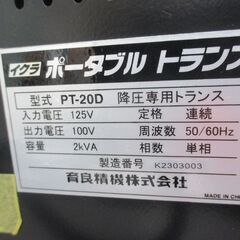 イクラ ポータブル トランス
型式 PT-20D 降圧専用トランス
入力電圧 125V 定格 連続
出力電圧 100V 周波数 50/60Hz
容量 2kVA 相数 単相
製造番号 K2303003
育良精機株式会社
MADE IN CHINA